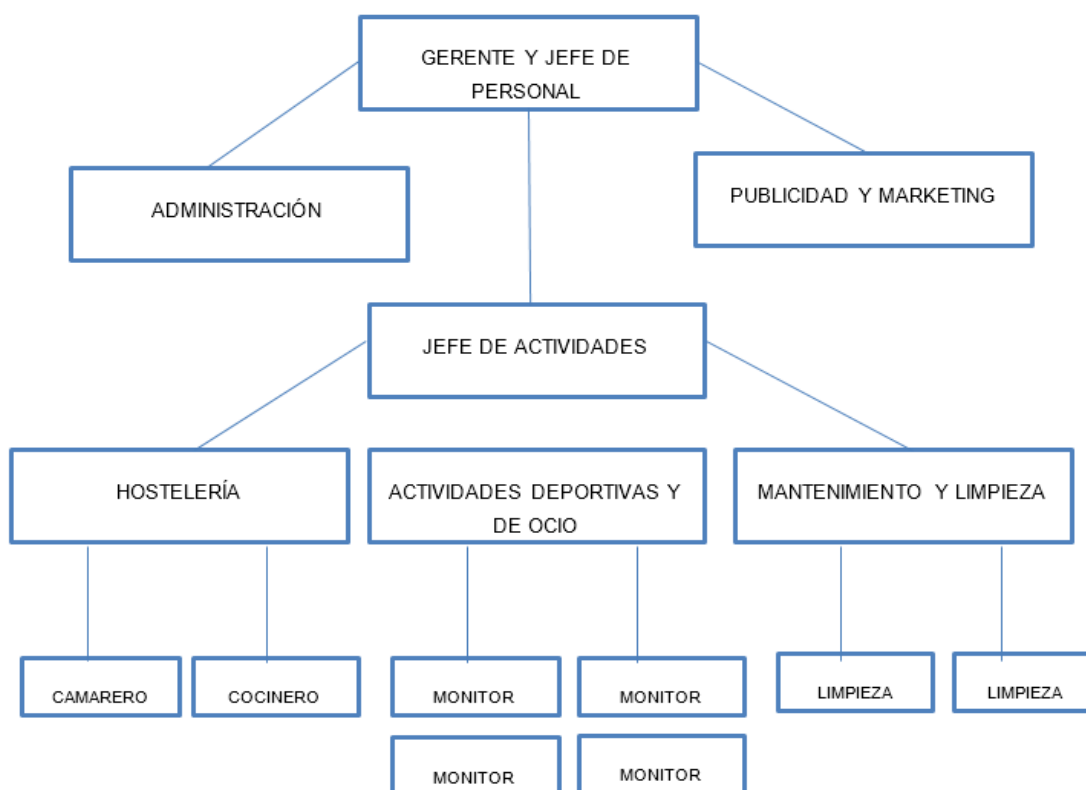 GERENTE Y JEFE DE
PERSONAL
ADMINISTRACIÓN
PUBLICIDAD Y MARKETING
JEFE DE ACTIVIDADES
HOSTELERÍA
ACTIVIDADES DEPORTIVAS Y
DE OCIO
MANTENIMIENTO Y LIMPIEZA
CAMARERO
COCINERO
MONITOR
MONITOR
LIMPIEZA
LIMPIEZA
MONITOR
MONITOR